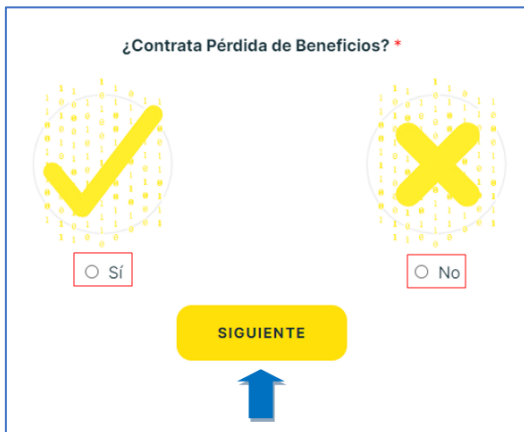 ¿Contrata Pérdida de Beneficios? *
Sí
No
SIGUIENTE